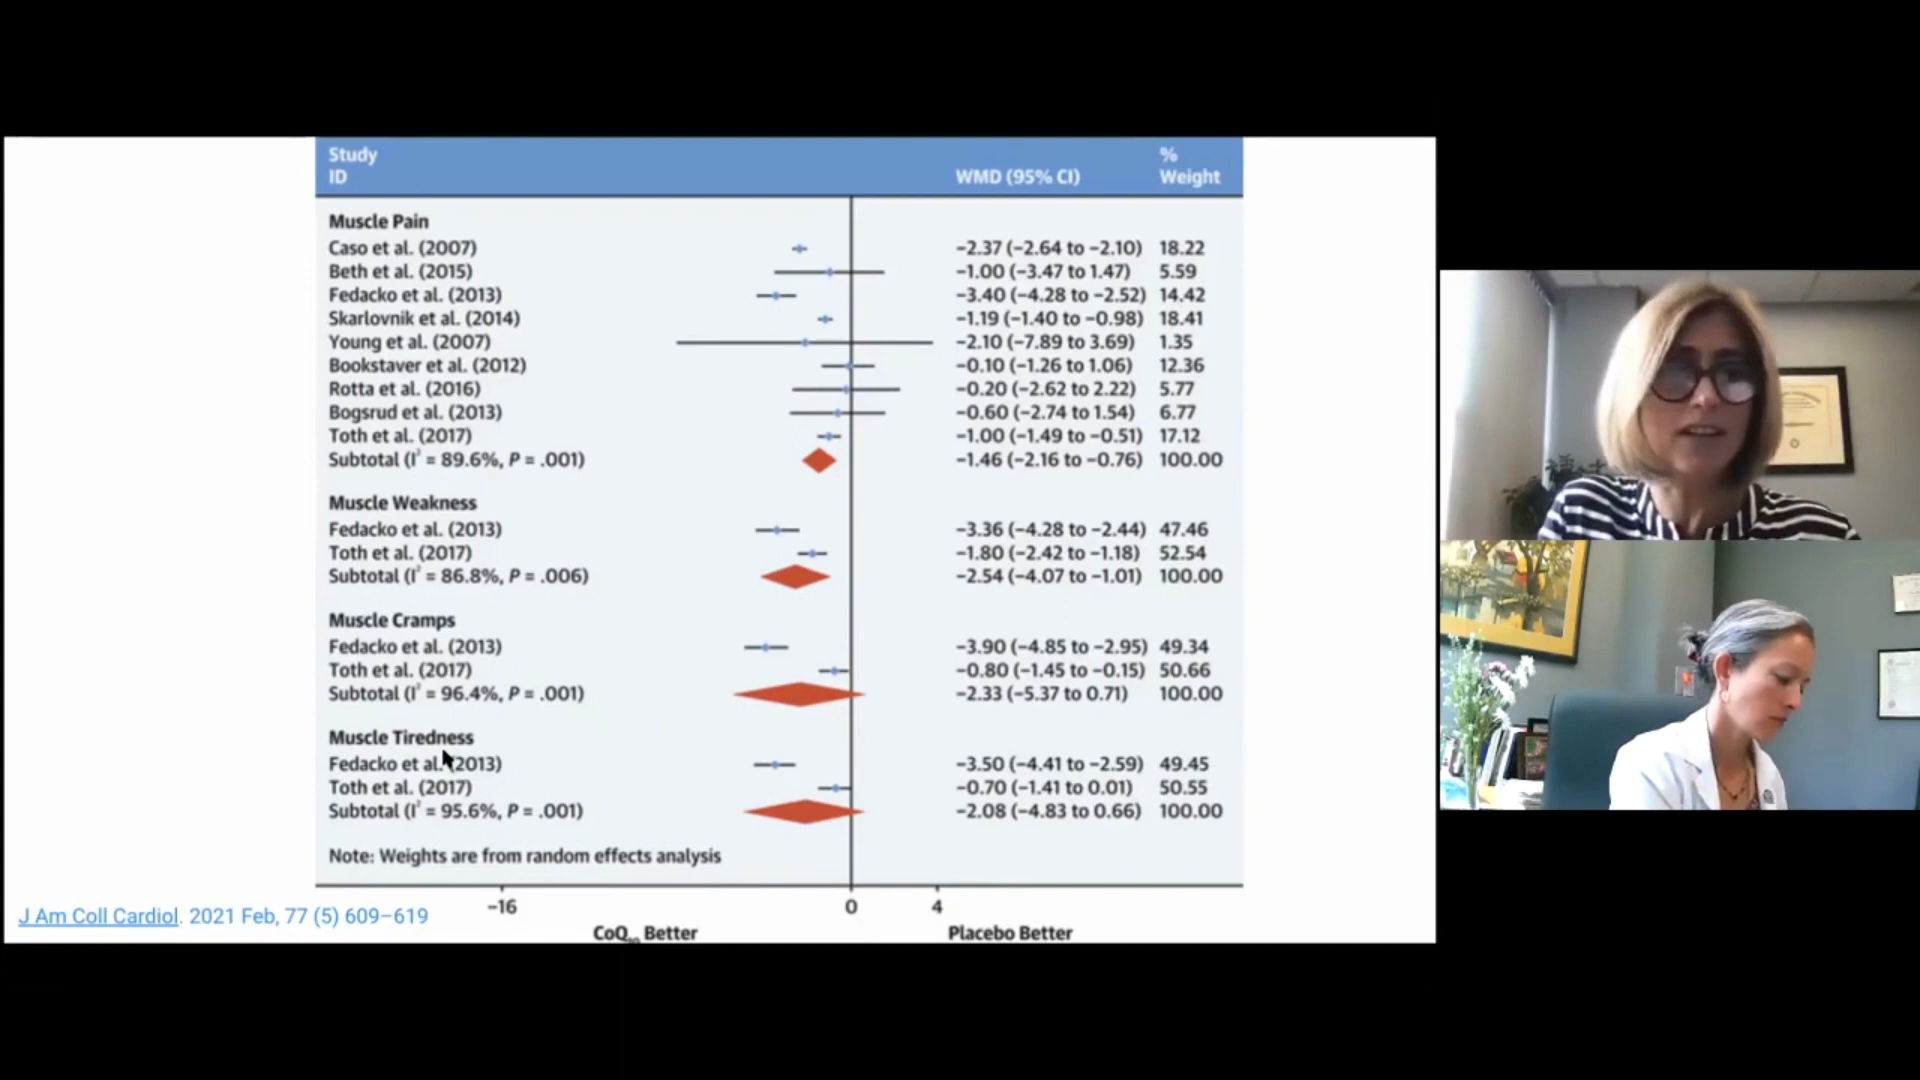 Study
ID
WMD (95% CI)
%
Weight
Muscle Pain
Caso et al. (2007) −2.37 (−2.64 to −2.10) 18.22
Beth et al. (2015) −1.00 (−3.47 to 1.47) 5.59
Fedacko et al. (2013) −3.40 (−4.28 to −2.52) 14.42
Skarlovnik et al. (2014) −1.19 (−1.40 to −0.98) 18.41
Young et al. (2007) −2.10 (−7.89 to 3.69) 1.35
Bookstaver et al. (2012) −0.10 (−1.26 to 1.06) 12.36
Rotta et al. (2016) −0.20 (−2.62 to 2.22) 5.77
Bogsrud et al. (2013) −0.60 (−2.74 to 1.54) 6.77
Toth et al. (2017) −1.00 (−1.49 to −0.51) 17.12
Subtotal (I² = 89.6%, P = .001) −1.46 (−2.16 to −0.76) 100.00
Muscle Weakness
Fedacko et al. (2013) −3.36 (−4.28 to −2.44) 47.46
Toth et al. (2017) −1.80 (−2.42 to −1.18) 52.54
Subtotal (I² = 86.8%, P = .006) −2.54 (−4.07 to −1.01) 100.00
Muscle Cramps
Fedacko et al. (2013) −3.90 (−4.85 to −2.95) 49.34
Toth et al. (2017) −0.80 (−1.45 to −0.15) 50.66
Subtotal (I² = 96.4%, P = .001) −2.33 (−5.37 to 0.71) 100.00
Muscle Tiredness
Fedacko et al. (2013) −3.50 (−4.41 to −2.59) 49.45
Toth et al. (2017) −0.70 (−1.41 to 0.01) 50.55
Subtotal (I² = 95.6%, P = .001) −2.08 (−4.83 to 0.66) 100.00
Note: Weights are from random effects analysis
−16 0 4
CoQ₁₀ Better Placebo Better
J Am Coll Cardiol. 2021 Feb, 77 (5) 609–619